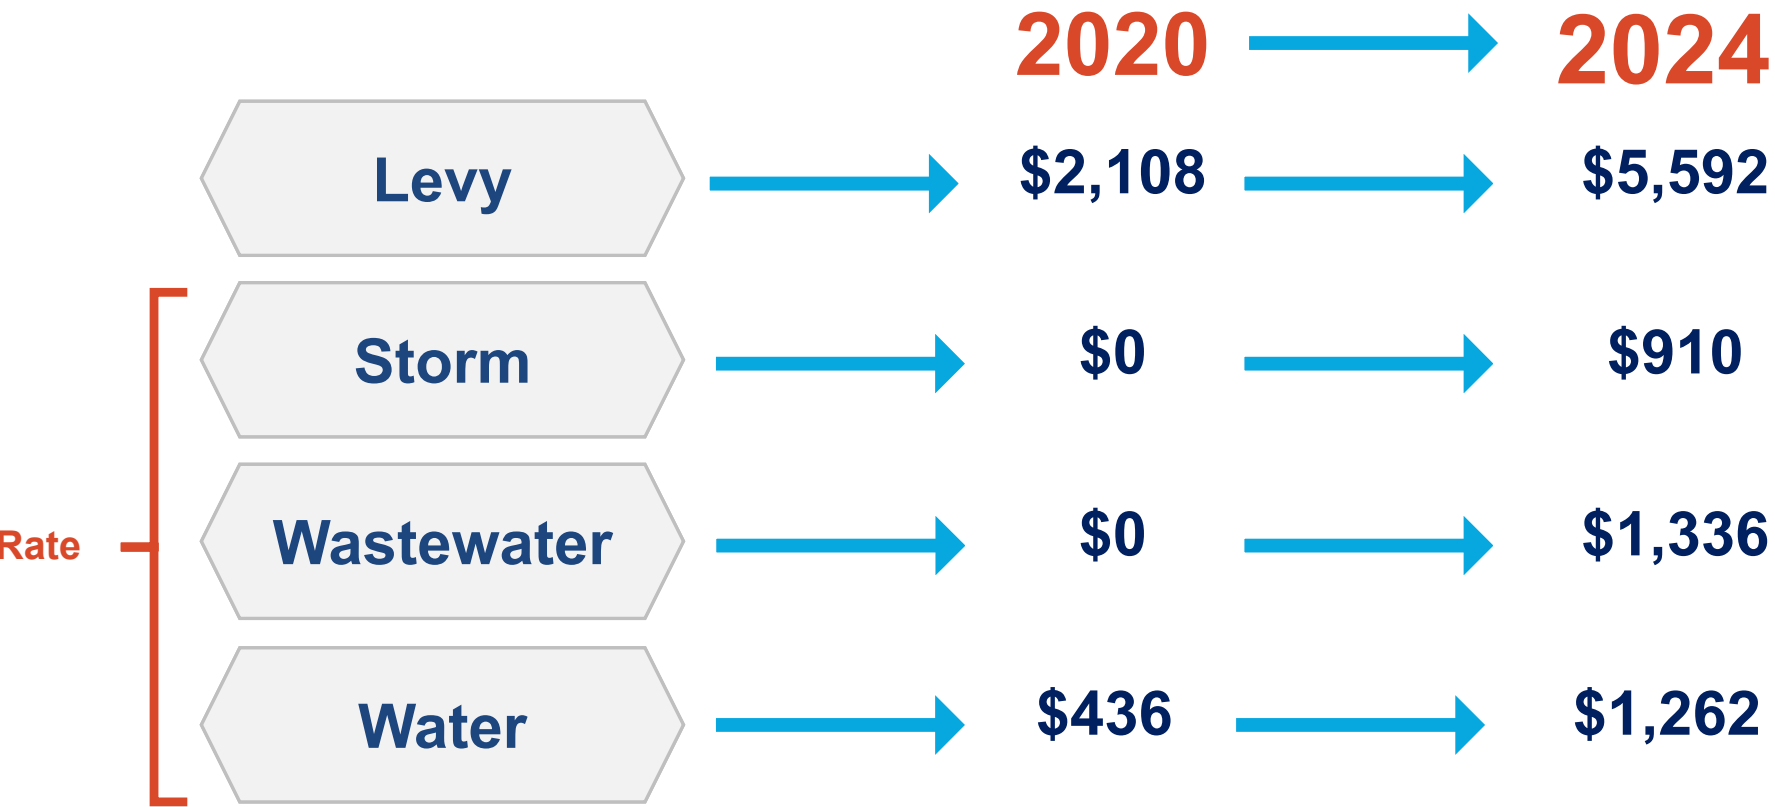 2020 2024
Levy $2,108 $5,592
Storm $0 $910
Rate
Wastewater $0 $1,336
Water $436 $1,262